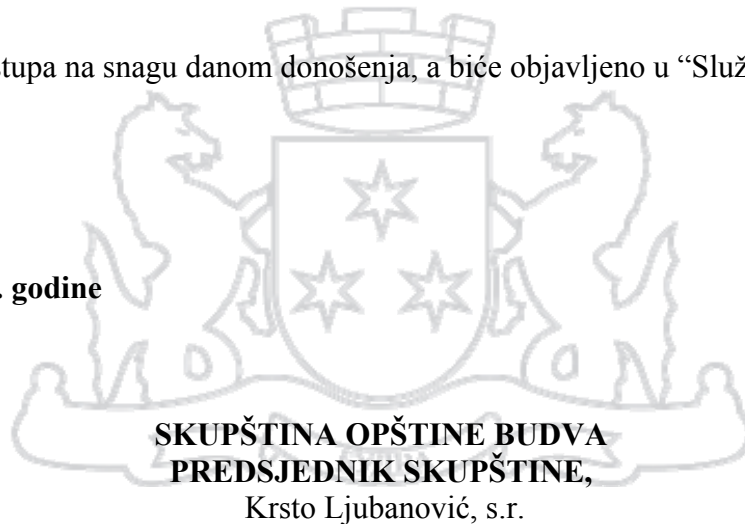 stupa na snagu danom donošenja, a biće objavljeno u “Služ
. godine
SKUPŠTINA OPŠTINE BUDVA
PREDSJEDNIK SKUPŠTINE,
Krsto Ljubanović, s.r.